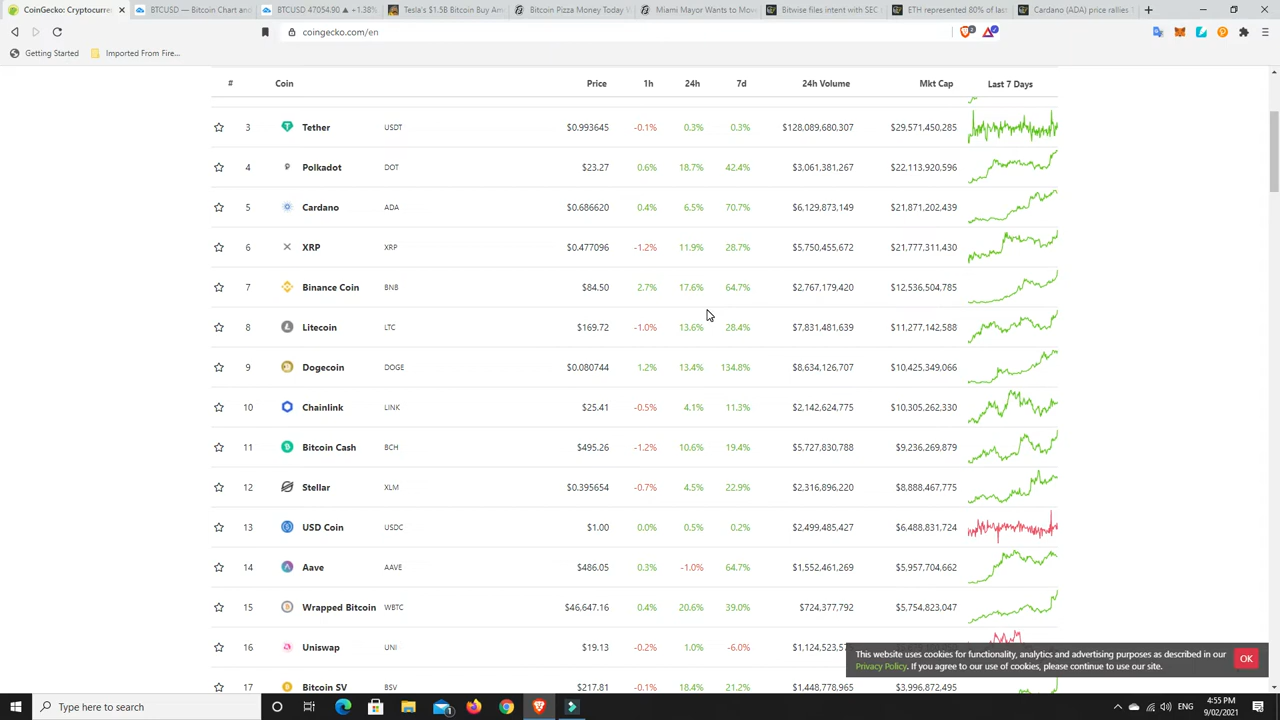 CoinGecko: Cryptocurren
BTCUSD — Bitcoin Chart and
BTCUSD 47054.90 ▲ +1.38%
Tesla's $1.5B Bitcoin Buy Am
Bitcoin Pizza Money Today W
Miami Mayor Wants to Move
Bitwise files intent with SEC
ETH represented 80% of last
Cardano (ADA) price rallies
coingecko.com/en
Getting Started
Imported From Fire...
# Coin Price 1h 24h 7d 24h Volume Mkt Cap Last 7 Days
3 Tether USDT $0.993645 -0.1% 0.3% 0.3% $128,089,680,307 $29,571,450,285
4 Polkadot DOT $23.27 0.6% 18.7% 42.4% $3,061,381,267 $22,113,920,596
5 Cardano ADA $0.686620 0.4% 6.5% 70.7% $6,129,873,149 $21,871,202,439
6 XRP XRP $0.477096 -1.2% 11.9% 28.7% $5,750,455,672 $21,777,311,430
7 Binance Coin BNB $84.50 2.7% 17.6% 64.7% $2,767,179,420 $12,536,504,785
8 Litecoin LTC $169.72 -1.0% 13.6% 28.4% $7,831,481,639 $11,277,142,588
9 Dogecoin DOGE $0.080744 1.2% 13.4% 134.8% $8,634,126,707 $10,425,349,066
10 Chainlink LINK $25.41 -0.5% 4.1% 11.3% $2,142,624,775 $10,305,262,330
11 Bitcoin Cash BCH $495.26 -1.2% 10.6% 19.4% $5,727,830,788 $9,236,269,879
12 Stellar XLM $0.395654 -0.7% 4.5% 22.9% $2,316,896,220 $8,888,467,775
13 USD Coin USDC $1.00 0.0% 0.5% 0.2% $2,499,485,427 $6,488,831,724
14 Aave AAVE $486.05 0.3% -1.0% 64.7% $1,552,461,269 $5,957,704,662
15 Wrapped Bitcoin WBTC $46,647.16 0.4% 20.6% 39.0% $724,377,792 $5,754,823,047
16 Uniswap UNI $19.13 -0.2% 1.0% -6.0% $1,124,523,5
17 Bitcoin SV BSV $217.81 -0.1% 18.4% 21.2% $1,448,778,965 $3,996,872,495
This website uses cookies for functionality, analytics and advertising purposes as described in our
Privacy Policy. If you agree to our use of cookies, please continue to use our site.
OK
Type here to search
ENG
4:55 PM
9/02/2021